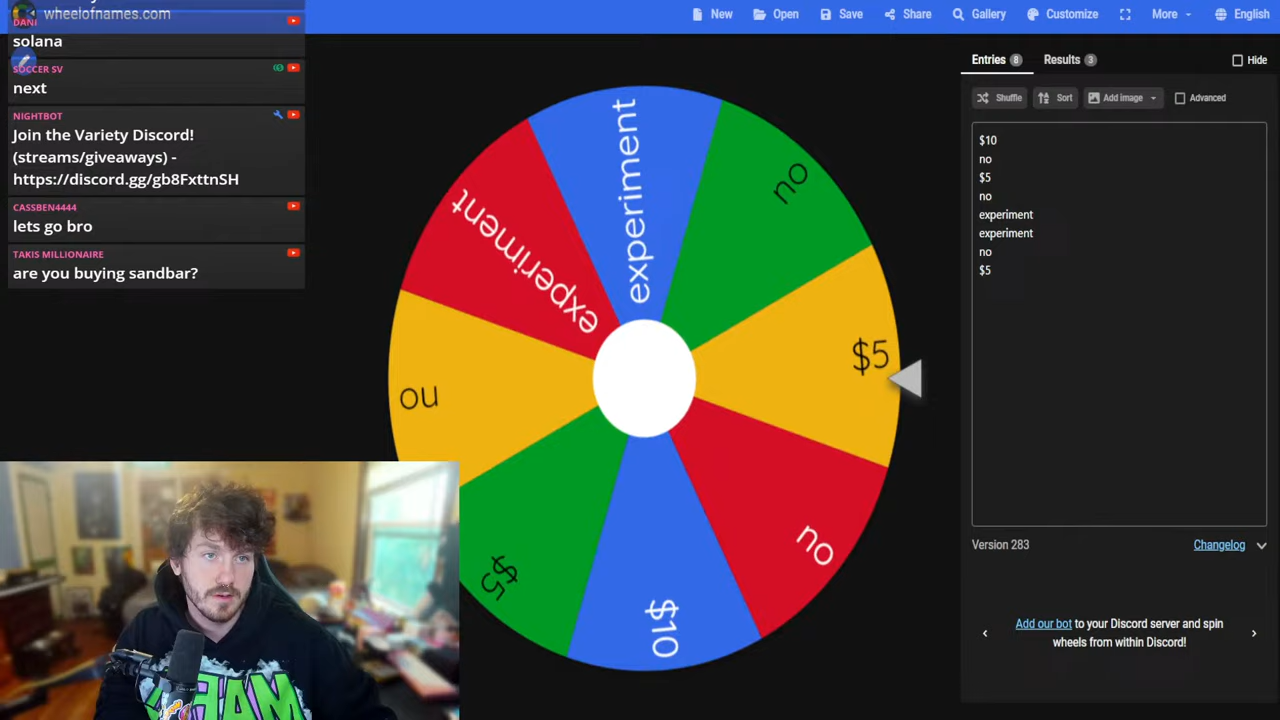 wheelofnames.com
New
Open
Save
Share
Gallery
Customize
More
English
DANI
solana
SOCCER SV
next
NIGHTBOT
Join the Variety Discord!
(streams/giveaways) -
https://discord.gg/gb8FxttnSH
CASSBEN4444
lets go bro
TAKIS MILLIONAIRE
are you buying sandbar?
experiment
no
$5
no
$10
$5
no
experiment
Entries 8
Results 3
Hide
Shuffle
Sort
Add image
Advanced
$10
no
$5
no
experiment
experiment
no
$5
Version 283
Changelog
Add our bot to your Discord server and spin
wheels from within Discord!